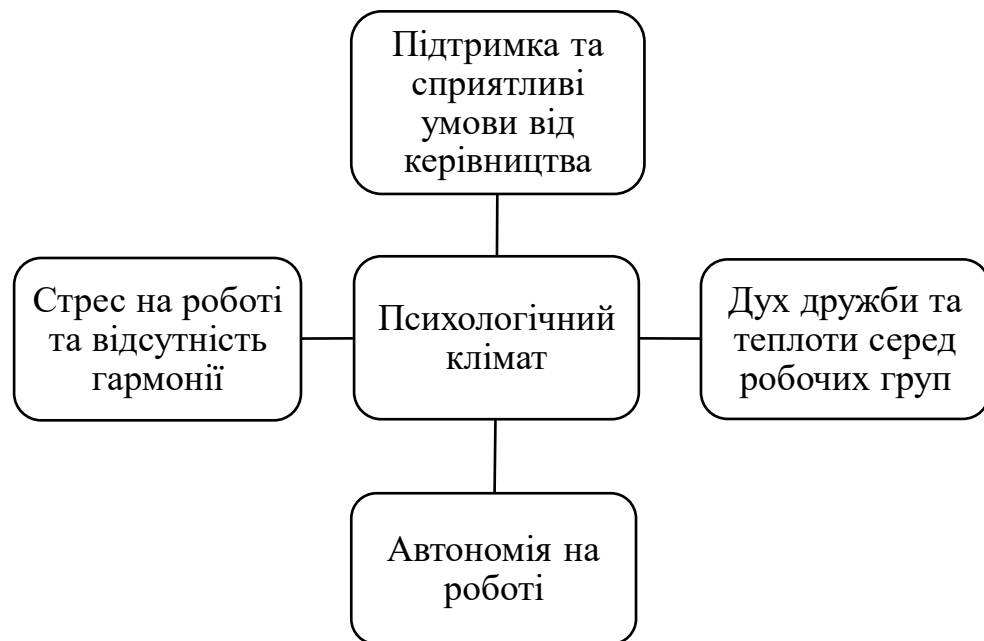 Підтримка та
сприятливі
умови від
керівництва
Стрес на роботі
та відсутність
гармонії
Психологічний
клімат
Дух дружби та
теплоти серед
робочих груп
Автономія на
роботі